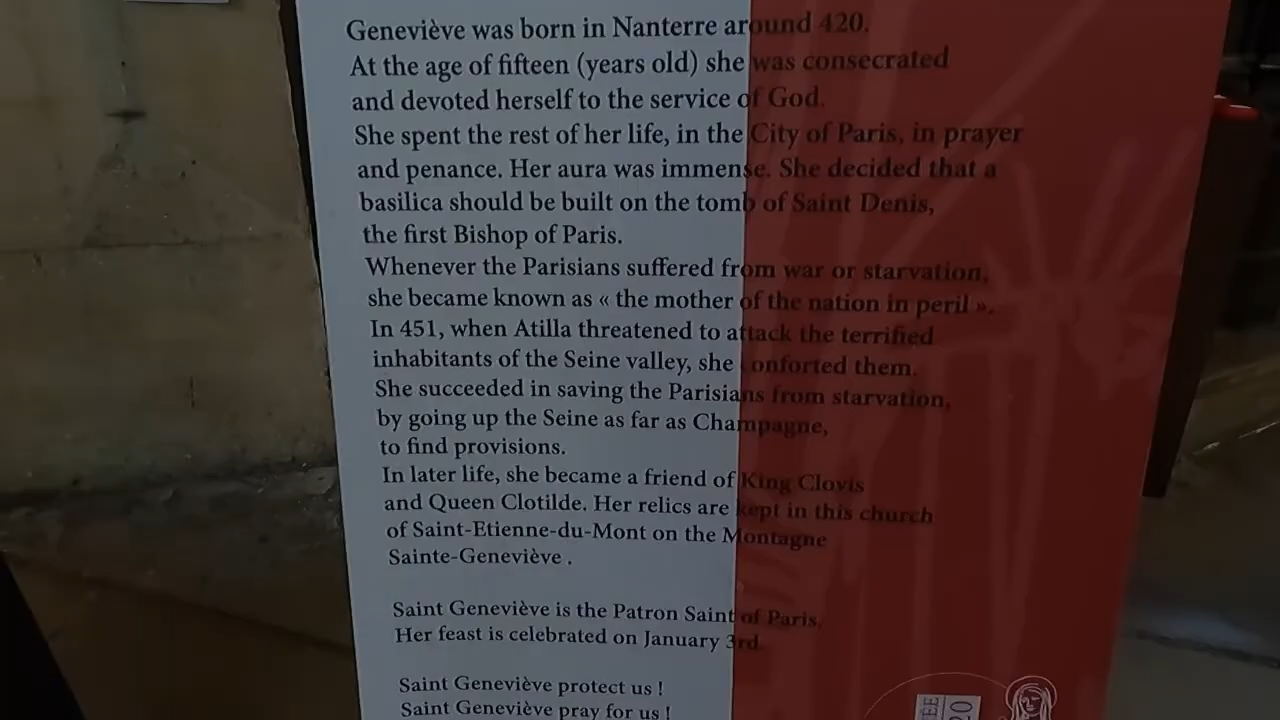 Geneviève was born in Nanterre around 420.
At the age of fifteen (years old) she was consecrated
and devoted herself to the service of God.
She spent the rest of her life, in the City of Paris, in prayer
and penance. Her aura was immense. She decided that a
basilica should be built on the tomb of Saint Denis,
the first Bishop of Paris.
Whenever the Parisians suffered from war or starvation,
she became known as « the mother of the nation in peril ».
In 451, when Atilla threatened to attack the terrified
inhabitants of the Seine valley, she conforted them.
She succeeded in saving the Parisians from starvation,
by going up the Seine as far as Champagne,
to find provisions.
In later life, she became a friend of King Clovis
and Queen Clotilde. Her relics are kept in this church
of Saint-Etienne-du-Mont on the Montagne
Sainte-Geneviève .
Saint Geneviève is the Patron Saint of Paris.
Her feast is celebrated on January 3rd.
Saint Geneviève protect us !
Saint Geneviève pray for us !